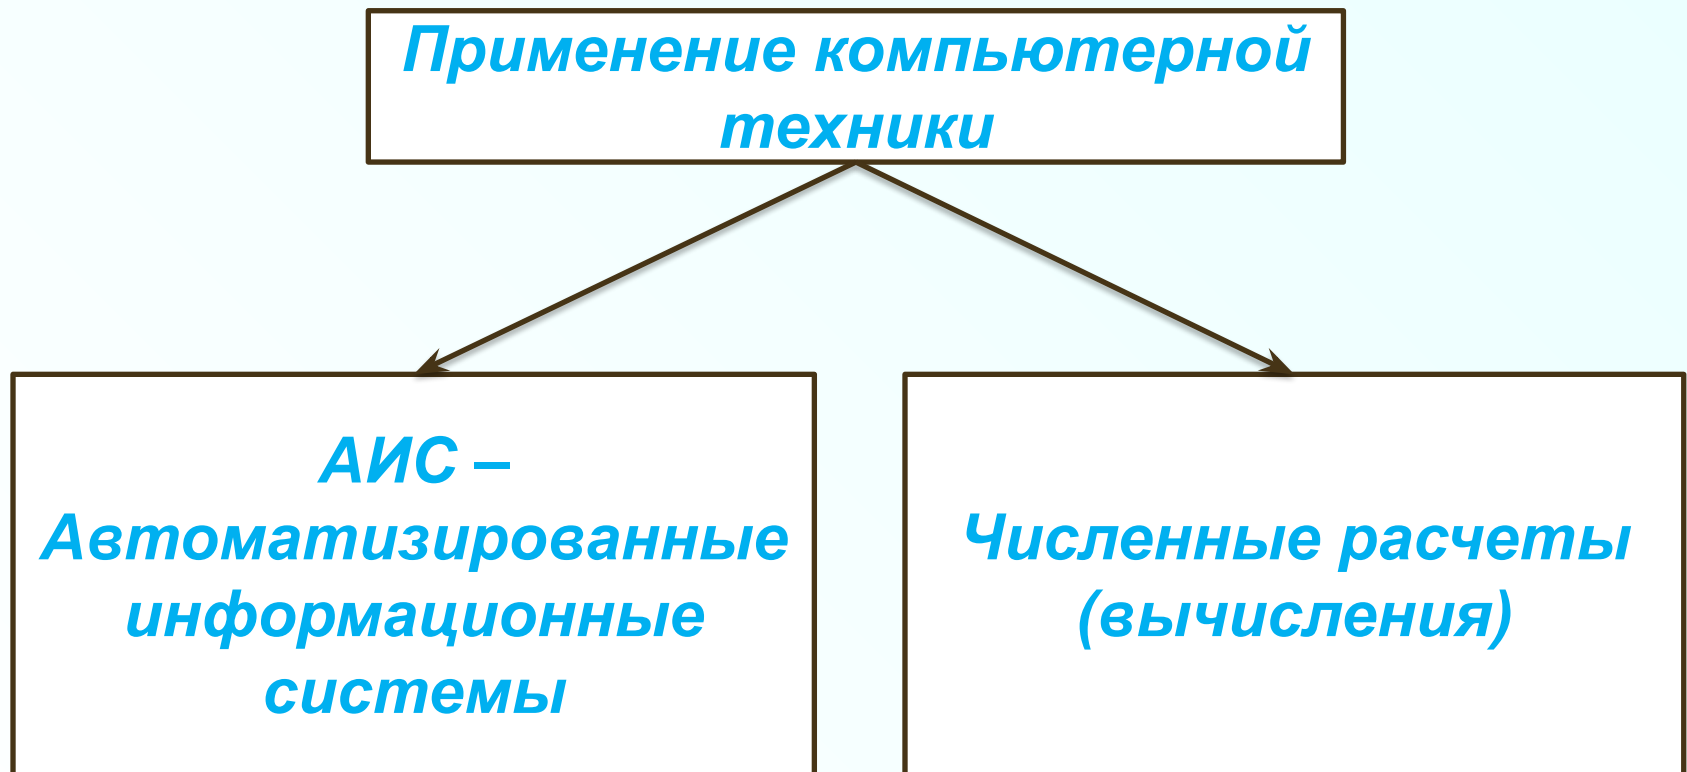 Применение компьютерной
техники
АИС –
Автоматизированные
информационные
системы
Численные расчеты
(вычисления)